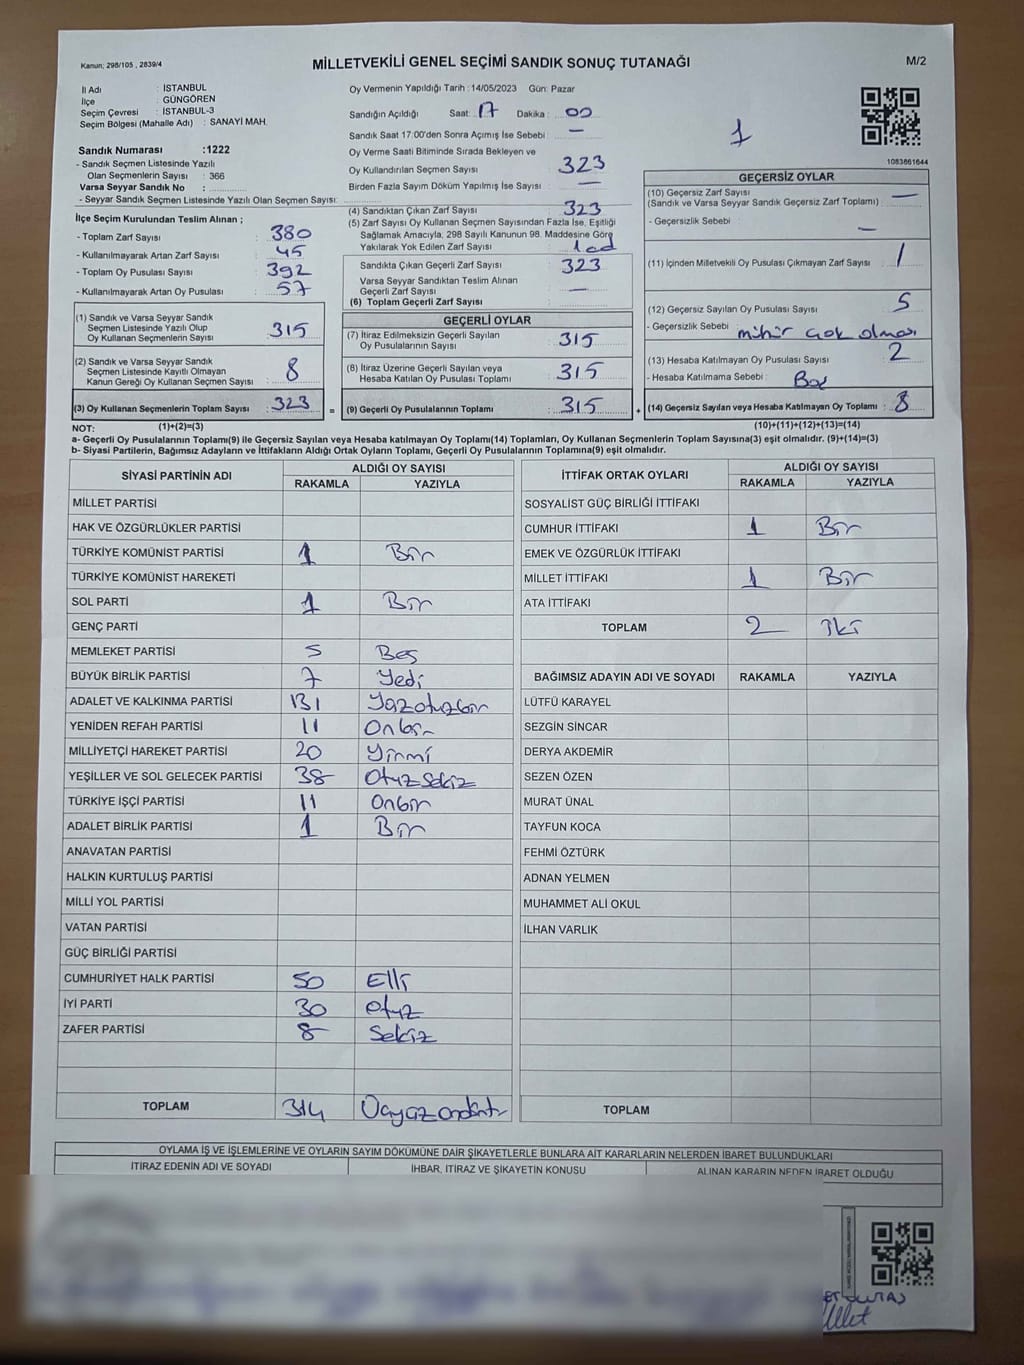 Kanun; 298/105 , 2839/4
MİLLETVEKİLİ GENEL SEÇİMİ SANDIK SONUÇ TUTANAĞI
M/2
İl Adı : İSTANBUL
İlçe : GÜNGÖREN
Seçim Çevresi : İSTANBUL-3
Seçim Bölgesi (Mahalle Adı) : SANAYİ MAH.
Sandık Numarası :1222
- Sandık Seçmen Listesinde Yazılı
Olan Seçmenlerin Sayısı : 366
Varsa Seyyar Sandık No :
- Seyyar Sandık Seçmen Listesinde Yazılı Olan Seçmen Sayısı:
İlçe Seçim Kurulundan Teslim Alınan ;
- Toplam Zarf Sayısı : 380
- Kullanılmayarak Artan Zarf Sayısı : 45
- Toplam Oy Pusulası Sayısı : 392
- Kullanılmayarak Artan Oy Pusulası : 57
(1) Sandık ve Varsa Seyyar Sandık
Seçmen Listesinde Yazılı Olup
Oy Kullanan Seçmenlerin Sayısı : 315
(2) Sandık ve Varsa Seyyar Sandık
Seçmen Listesinde Kayıtlı Olmayan
Kanun Gereği Oy Kullanan Seçmen Sayısı : 8
(3) Oy Kullanan Seçmenlerin Toplam Sayısı : 323
Oy Vermenin Yapıldığı Tarih : 14/05/2023 Gün: Pazar
Sandığın Açıldığı Saat: 17 Dakika : 00
Sandık Saat 17:00'den Sonra Açımış İse Sebebi : —
Oy Verme Saati Bitiminde Sırada Bekleyen ve
Oy Kullandırılan Seçmen Sayısı : 323
Birden Fazla Sayım Döküm Yapılmış İse Sayısı : —
(4) Sandıktan Çıkan Zarf Sayısı : 323
(5) Zarf Sayısı Oy Kullanan Seçmen Sayısından Fazla İse, Eşitliği
Sağlamak Amacıyla, 298 Sayılı Kanunun 98. Maddesine Göre
Yakılarak Yok Edilen Zarf Sayısı :
Sandıkta Çıkan Geçerli Zarf Sayısı : 323
Varsa Seyyar Sandıktan Teslim Alınan
Geçerli Zarf Sayısı : —
(6) Toplam Geçerli Zarf Sayısı :
GEÇERLİ OYLAR
(7) İtiraz Edilmeksizin Geçerli Sayılan
Oy Pusulalarının Sayısı : 315
(8) İtiraz Üzerine Geçerli Sayılan veya
Hesaba Katılan Oy Pusulası Toplamı : 315
= (9) Geçerli Oy Pusulalarının Toplamı : 315 +
1
1083661644
GEÇERSİZ OYLAR
(10) Geçersiz Zarf Sayısı : —
(Sandık ve Varsa Seyyar Sandık Geçersiz Zarf Toplamı)
- Geçersizlik Sebebi : —
(11) İçinden Milletvekili Oy Pusulası Çıkmayan Zarf Sayısı : 1
(12) Geçersiz Sayılan Oy Pusulası Sayısı : 5
- Geçersizlik Sebebi : mühür çok olması
(13) Hesaba Katılmayan Oy Pusulası Sayısı : 2
- Hesaba Katılmama Sebebi : Boş
(14) Geçersiz Sayılan veya Hesaba Katılmayan Oy Toplamı : 8
NOT: (1)+(2)=(3) (10)+(11)+(12)+(13)=(14)
a- Geçerli Oy Pusulalarının Toplamı(9) ile Geçersiz Sayılan veya Hesaba katılmayan Oy Toplamı(14) Toplamları, Oy Kullanan Seçmenlerin Toplam Sayısına(3) eşit olmalıdır. (9)+(14)=(3)
b- Siyasi Partilerin, Bağımsız Adayların ve İttifakların Aldığı Ortak Oyların Toplamı, Geçerli Oy Pusulalarının Toplamına(9) eşit olmalıdır.
SİYASİ PARTİNİN ADI ALDIĞI OY SAYISI
RAKAMLA YAZIYLA
MİLLET PARTİSİ
HAK VE ÖZGÜRLÜKLER PARTİSİ
TÜRKİYE KOMÜNİST PARTİSİ 1 Bir
TÜRKİYE KOMÜNİST HAREKETİ
SOL PARTİ 1 Bir
GENÇ PARTİ
MEMLEKET PARTİSİ 5 Beş
BÜYÜK BİRLİK PARTİSİ 7 Yedi
ADALET VE KALKINMA PARTİSİ 131 Yüzotuzbir
YENİDEN REFAH PARTİSİ 11 Onbir
MİLLİYETÇİ HAREKET PARTİSİ 20 Yirmi
YEŞİLLER VE SOL GELECEK PARTİSİ 38 Otuzsekiz
TÜRKİYE İŞÇİ PARTİSİ 11 Onbir
ADALET BİRLİK PARTİSİ 1 Bir
ANAVATAN PARTİSİ
HALKIN KURTULUŞ PARTİSİ
MİLLİ YOL PARTİSİ
VATAN PARTİSİ
GÜÇ BİRLİĞİ PARTİSİ
CUMHURİYET HALK PARTİSİ 50 Elli
İYİ PARTİ 30 Otuz
ZAFER PARTİSİ 8 Sekiz
TOPLAM 314 Üçyüzondört
İTTİFAK ORTAK OYLARI ALDIĞI OY SAYISI
RAKAMLA YAZIYLA
SOSYALİST GÜÇ BİRLİĞİ İTTİFAKI
CUMHUR İTTİFAKI 1 Bir
EMEK VE ÖZGÜRLÜK İTTİFAKI
MİLLET İTTİFAKI 1 Bir
ATA İTTİFAKI
TOPLAM 2 İki
BAĞIMSIZ ADAYIN ADI VE SOYADI RAKAMLA YAZIYLA
LÜTFÜ KARAYEL
SEZGİN SİNCAR
DERYA AKDEMİR
SEZEN ÖZEN
MURAT ÜNAL
TAYFUN KOCA
FEHMİ ÖZTÜRK
ADNAN YELMEN
MUHAMMET ALİ OKUL
İLHAN VARLIK
TOPLAM
OYLAMA İŞ VE İŞLEMLERİNE VE OYLARIN SAYIM DÖKÜMÜNE DAİR ŞİKAYETLERLE BUNLARA AİT KARARLARIN NELERDEN İBARET BULUNDUKLARI
İTİRAZ EDENİN ADI VE SOYADI İHBAR, İTİRAZ VE ŞİKAYETİN KONUSU ALINAN KARARIN NEDEN İBARET OLDUĞU